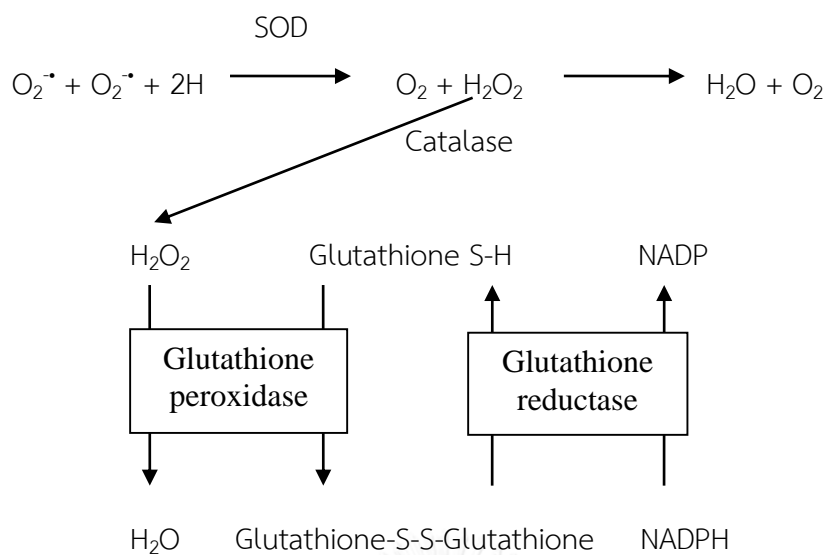 SOD
O₂⁻• + O₂⁻• + 2H O₂ + H₂O₂ H₂O + O₂
Catalase
H₂O₂ Glutathione S-H NADP
Glutathione peroxidase
Glutathione reductase
H₂O Glutathione-S-S-Glutathione NADPH